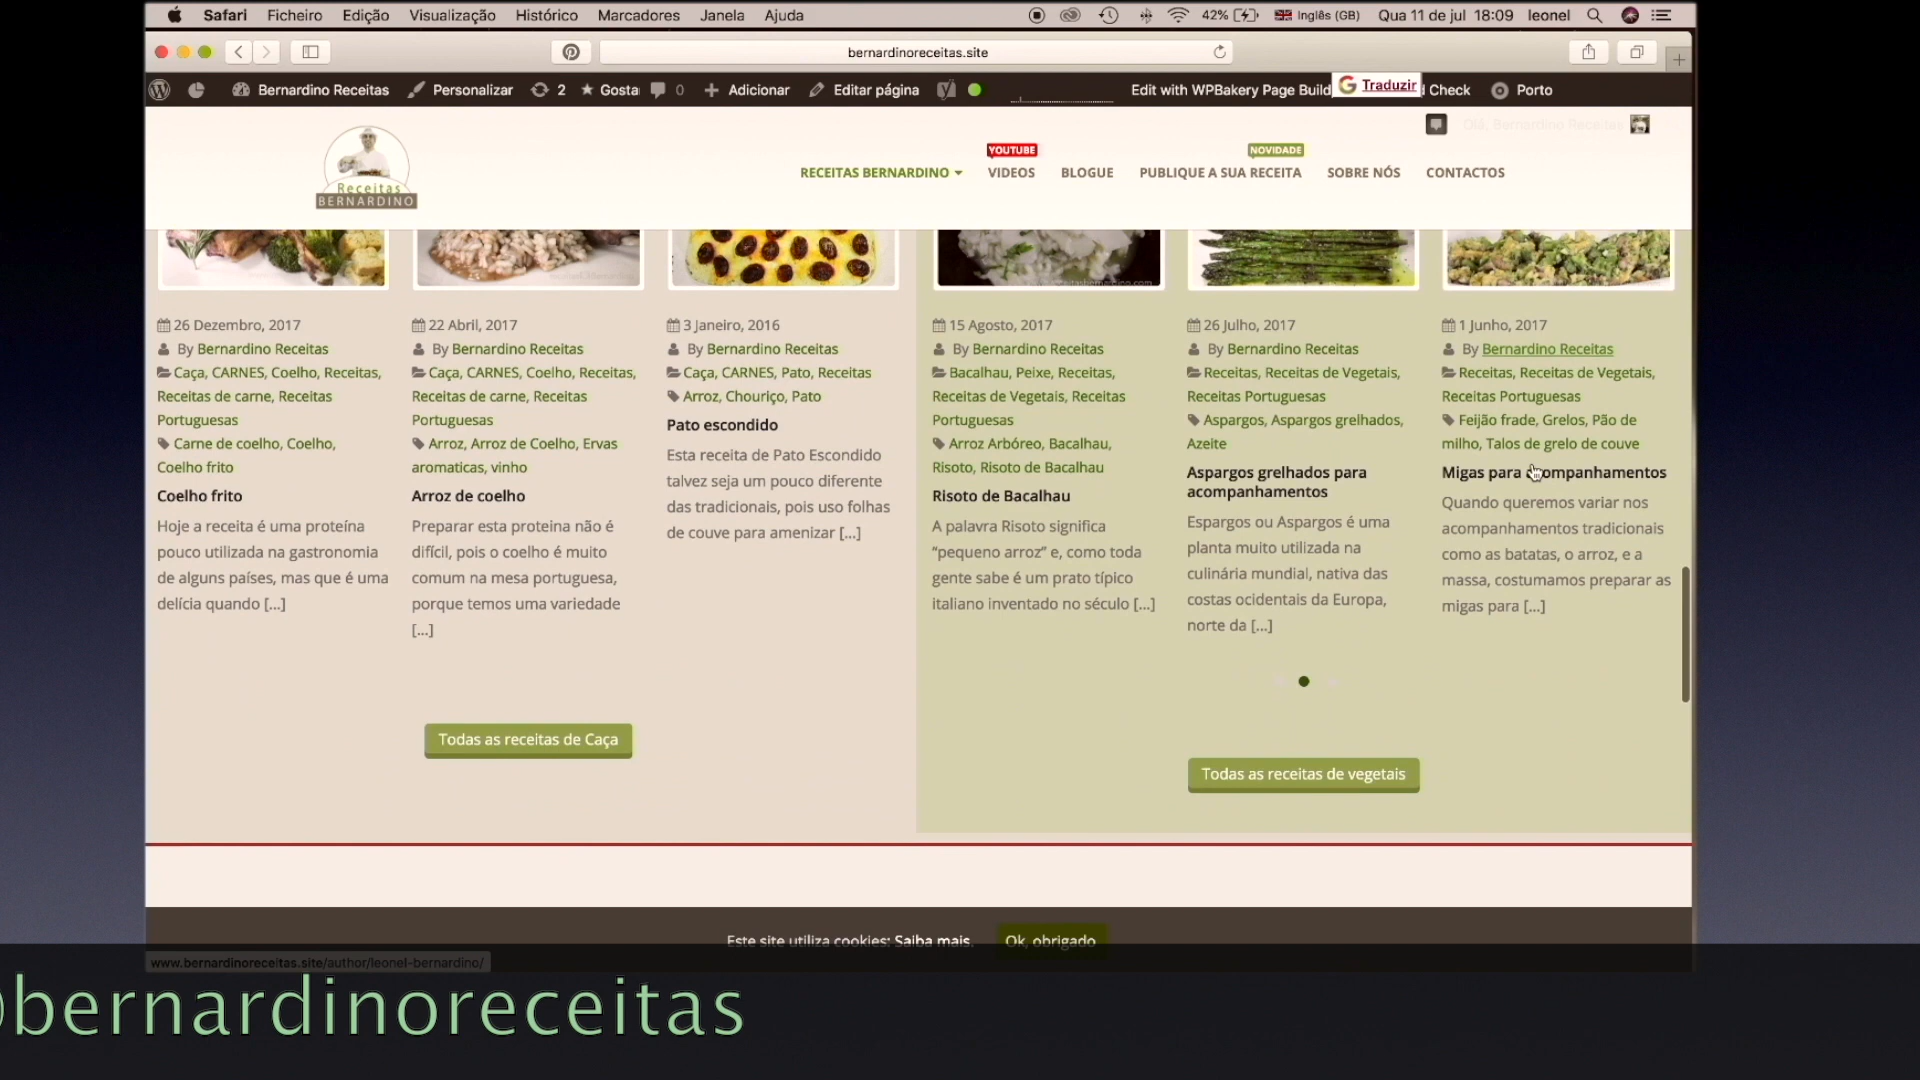 Safari Ficheiro Edição Visualização Histórico Marcadores Janela Ajuda 42% Inglês (GB) Qua 11 de jul 18:09 leonel
bernardinoreceitas.site
Bernardino Receitas Personalizar 2 Gosta 0 Adicionar Editar página Edit with WPBakery Page Build Traduzir Check Porto
Olá, Bernardino Receitas
YOUTUBE NOVIDADE
RECEITAS BERNARDINO VIDEOS BLOGUE PUBLIQUE A SUA RECEITA SOBRE NÓS CONTACTOS
Receitas
BERNARDINO
26 Dezembro, 2017
By Bernardino Receitas
Caça, CARNES, Coelho, Receitas,
Receitas de carne, Receitas
Portuguesas
Carne de coelho, Coelho,
Coelho frito
Coelho frito
Hoje a receita é uma proteína
pouco utilizada na gastronomia
de alguns países, mas que é uma
delícia quando [...]
22 Abril, 2017
By Bernardino Receitas
Caça, CARNES, Coelho, Receitas,
Receitas de carne, Receitas
Portuguesas
Arroz, Arroz de Coelho, Ervas
aromaticas, vinho
Arroz de coelho
Preparar esta proteina não é
difícil, pois o coelho é muito
comum na mesa portuguesa,
porque temos uma variedade
[...]
3 Janeiro, 2016
By Bernardino Receitas
Caça, CARNES, Pato, Receitas
Arroz, Chouriço, Pato
Pato escondido
Esta receita de Pato Escondido
talvez seja um pouco diferente
das tradicionais, pois uso folhas
de couve para amenizar [...]
Todas as receitas de Caça
15 Agosto, 2017
By Bernardino Receitas
Bacalhau, Peixe, Receitas,
Receitas de Vegetais, Receitas
Portuguesas
Arroz Arbóreo, Bacalhau,
Risoto, Risoto de Bacalhau
Risoto de Bacalhau
A palavra Risoto significa
“pequeno arroz” e, como toda
gente sabe é um prato típico
italiano inventado no século [...]
26 Julho, 2017
By Bernardino Receitas
Receitas, Receitas de Vegetais,
Receitas Portuguesas
Aspargos, Aspargos grelhados,
Azeite
Aspargos grelhados para
acompanhamentos
Espargos ou Aspargos é uma
planta muito utilizada na
culinária mundial, nativa das
costas ocidentais da Europa,
norte da [...]
1 Junho, 2017
By Bernardino Receitas
Receitas, Receitas de Vegetais,
Receitas Portuguesas
Feijão frade, Grelos, Pão de
milho, Talos de grelo de couve
Migas para acompanhamentos
Quando queremos variar nos
acompanhamentos tradicionais
como as batatas, o arroz, e a
massa, costumamos preparar as
migas para [...]
Todas as receitas de vegetais
Este site utiliza cookies: Saiba mais. Ok, obrigado
www.bernardinoreceitas.site/author/leonel-bernardino/
@bernardinoreceitas